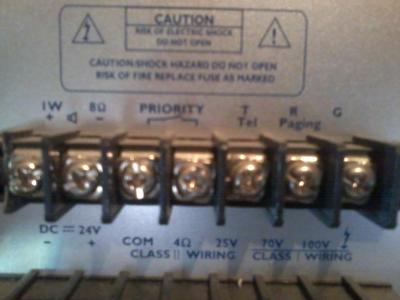 CAUTION
RISK OF ELECTRIC SHOCK
DO NOT OPEN
CAUTION:SHOCK HAZARD DO NOT OPEN
RISK OF FIRE REPLACE FUSE AS MARKED
1W 8Ω PRIORITY T R G
+ - Tel Paging
DC 24V
- + COM 4Ω 25V 70V 100V
CLASS || WIRING CLASS | WIRING